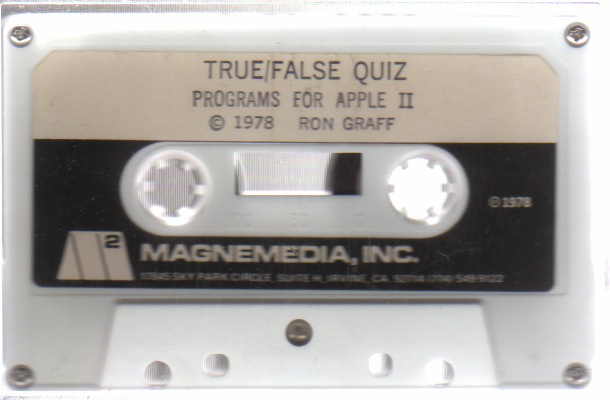 TRUE/FALSE QUIZ
PROGRAMS FOR APPLE II
© 1978 RON GRAFF
© 1978
M2
MAGNEMEDIA, INC.
SKY PARK CIRCLE, SUITE H, IRVINE, CA. 92714 (714) 549 9122